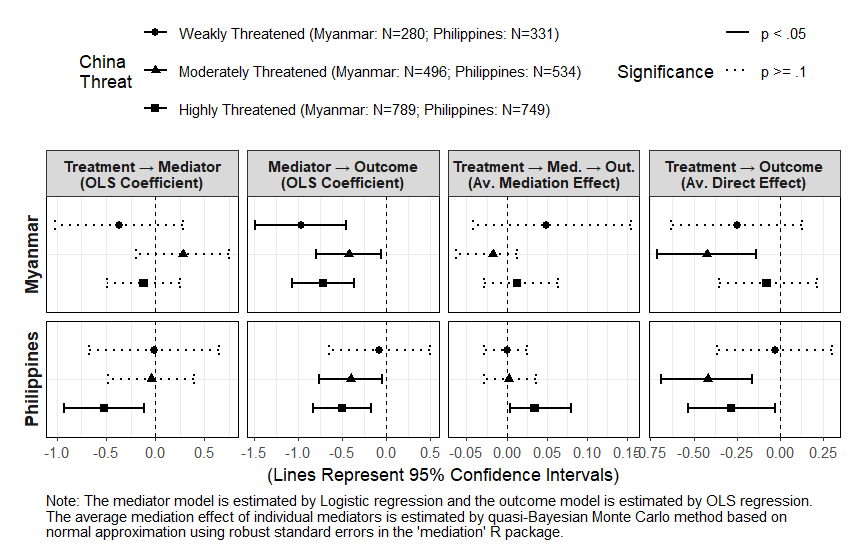 China
Threat
Weakly Threatened (Myanmar: N=280; Philippines: N=331)
Moderately Threatened (Myanmar: N=496; Philippines: N=534)
Highly Threatened (Myanmar: N=789; Philippines: N=749)
Significance
p < .05
p >= .1
Treatment → Mediator
(OLS Coefficient)
Mediator → Outcome
(OLS Coefficient)
Treatment → Med. → Out.
(Av. Mediation Effect)
Treatment → Outcome
(Av. Direct Effect)
Myanmar
Philippines
-1.0 -0.5 0.0 0.5
-1.5 -1.0 -0.5 0.0 0.5
-0.05 0.00 0.05 0.10 0.15
-0.75 -0.50 -0.25 0.00 0.25
(Lines Represent 95% Confidence Intervals)
Note: The mediator model is estimated by Logistic regression and the outcome model is estimated by OLS regression.
The average mediation effect of individual mediators is estimated by quasi-Bayesian Monte Carlo method based on
normal approximation using robust standard errors in the 'mediation' R package.